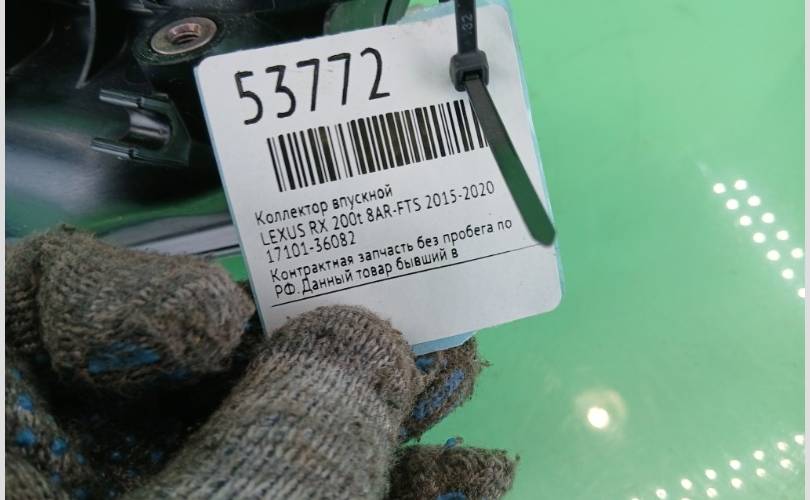 32
53772
Коллектор впускной
LEXUS RX 200t 8AR-FTS 2015-2020
17101-36082
Контрактная запчасть без пробега по
РФ.Данный товар бывший в